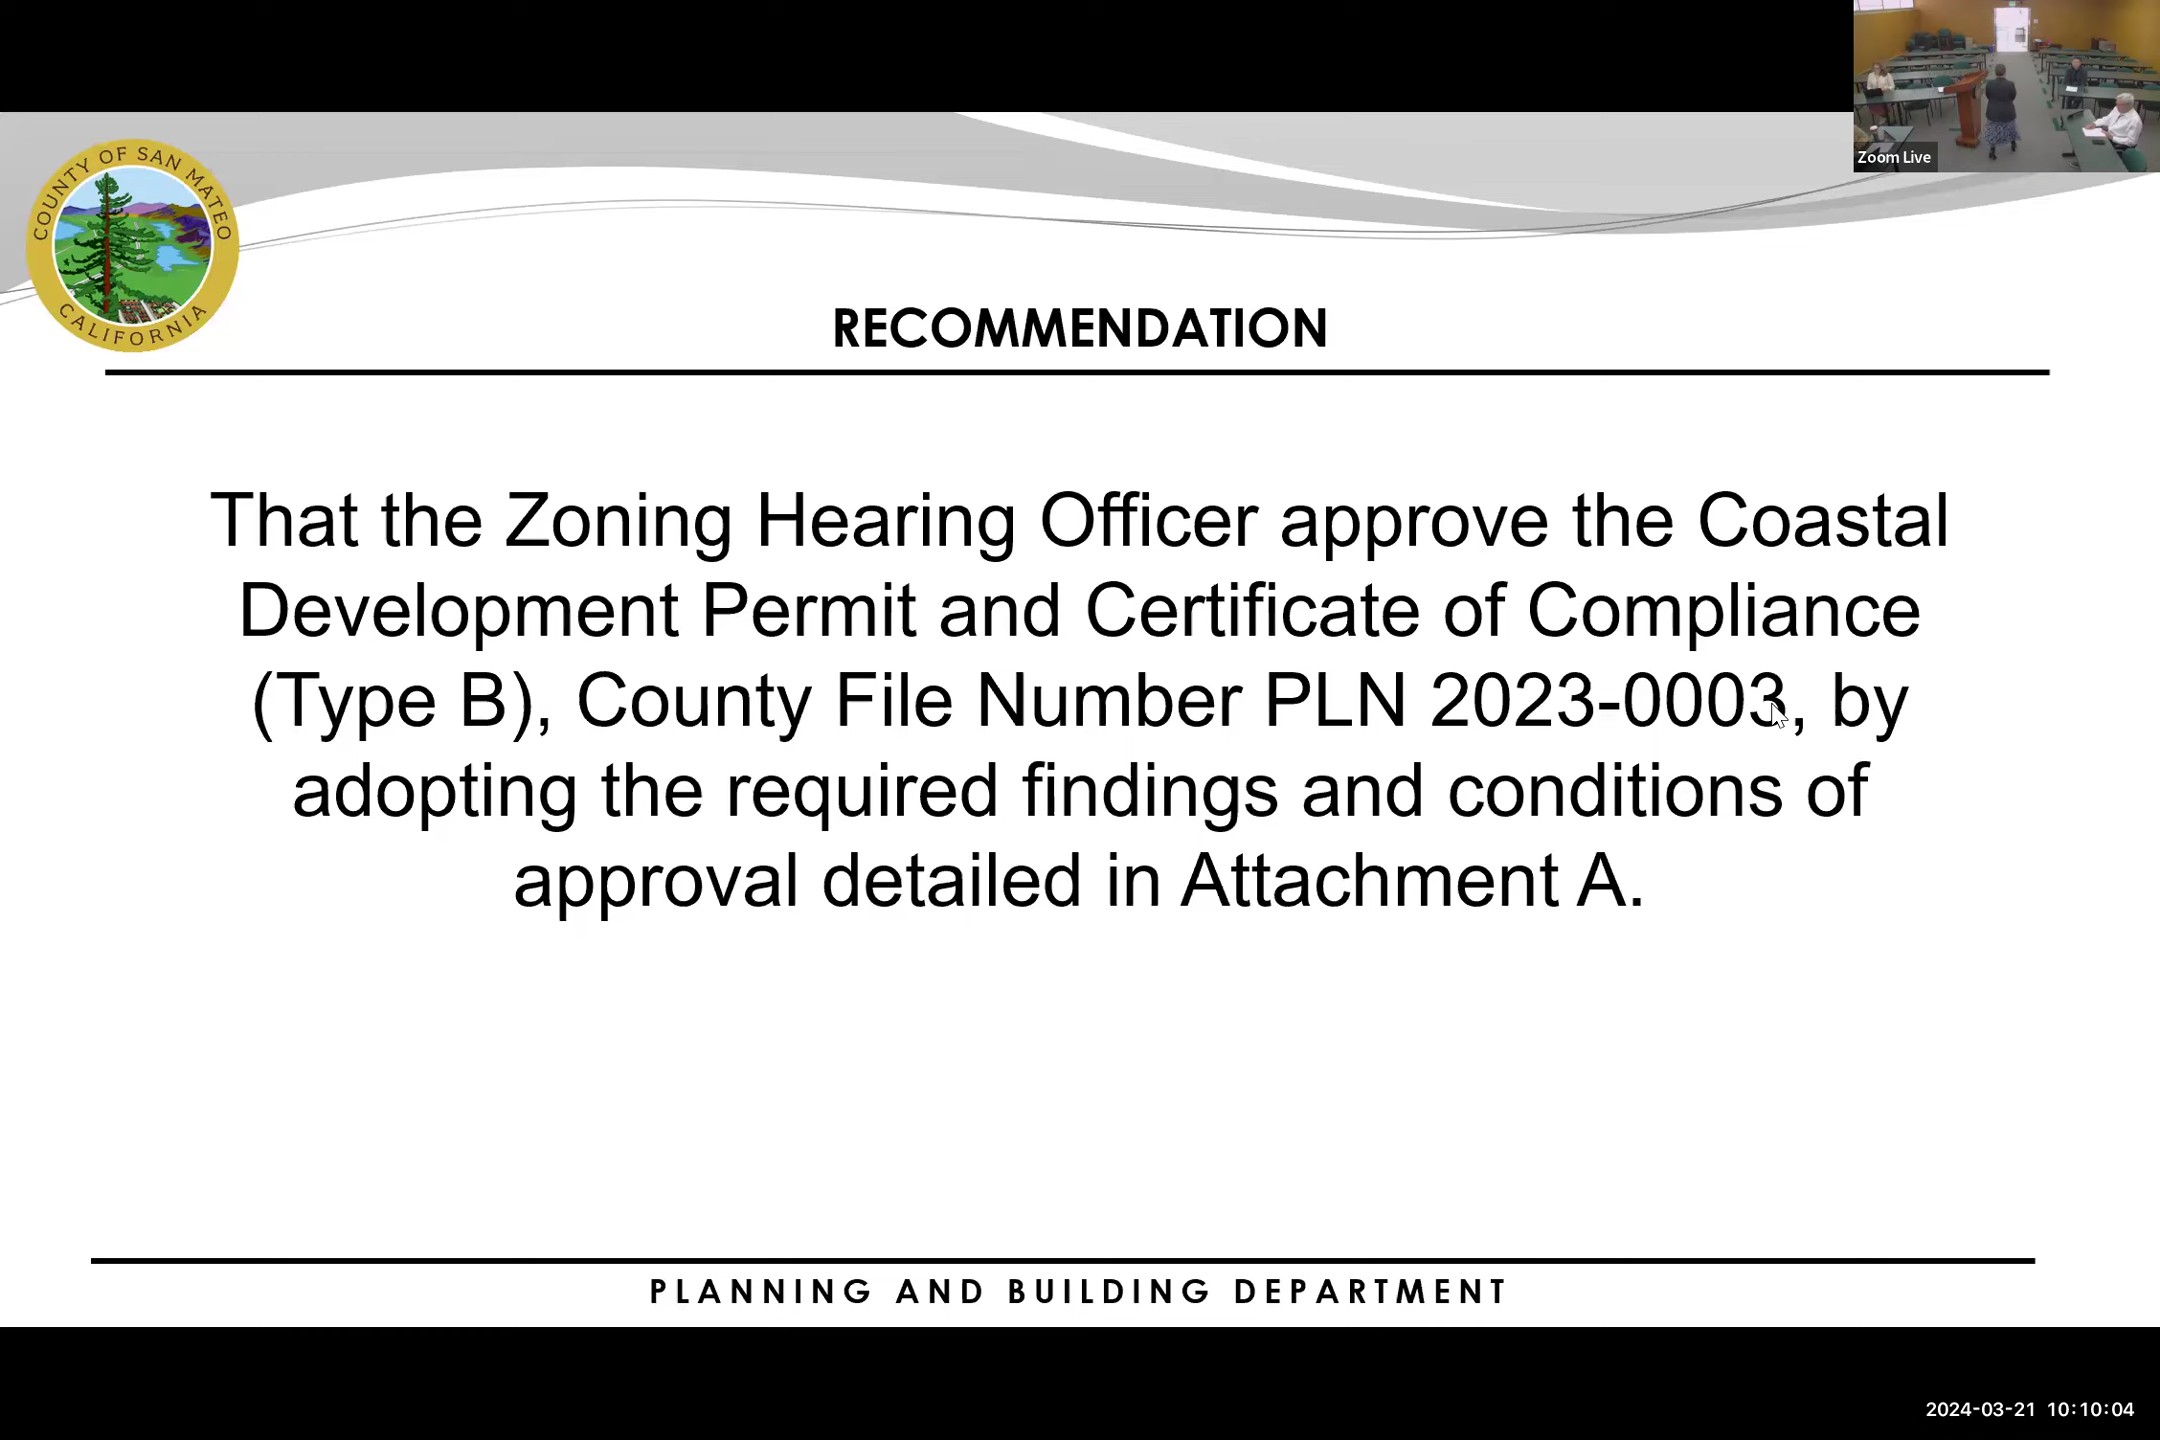 Zoom Live
COUNTY OF SAN MATEO
CALIFORNIA
RECOMMENDATION
That the Zoning Hearing Officer approve the Coastal
Development Permit and Certificate of Compliance
(Type B), County File Number PLN 2023-0003, by
adopting the required findings and conditions of
approval detailed in Attachment A.
PLANNING AND BUILDING DEPARTMENT
2024-03-21 10:10:04